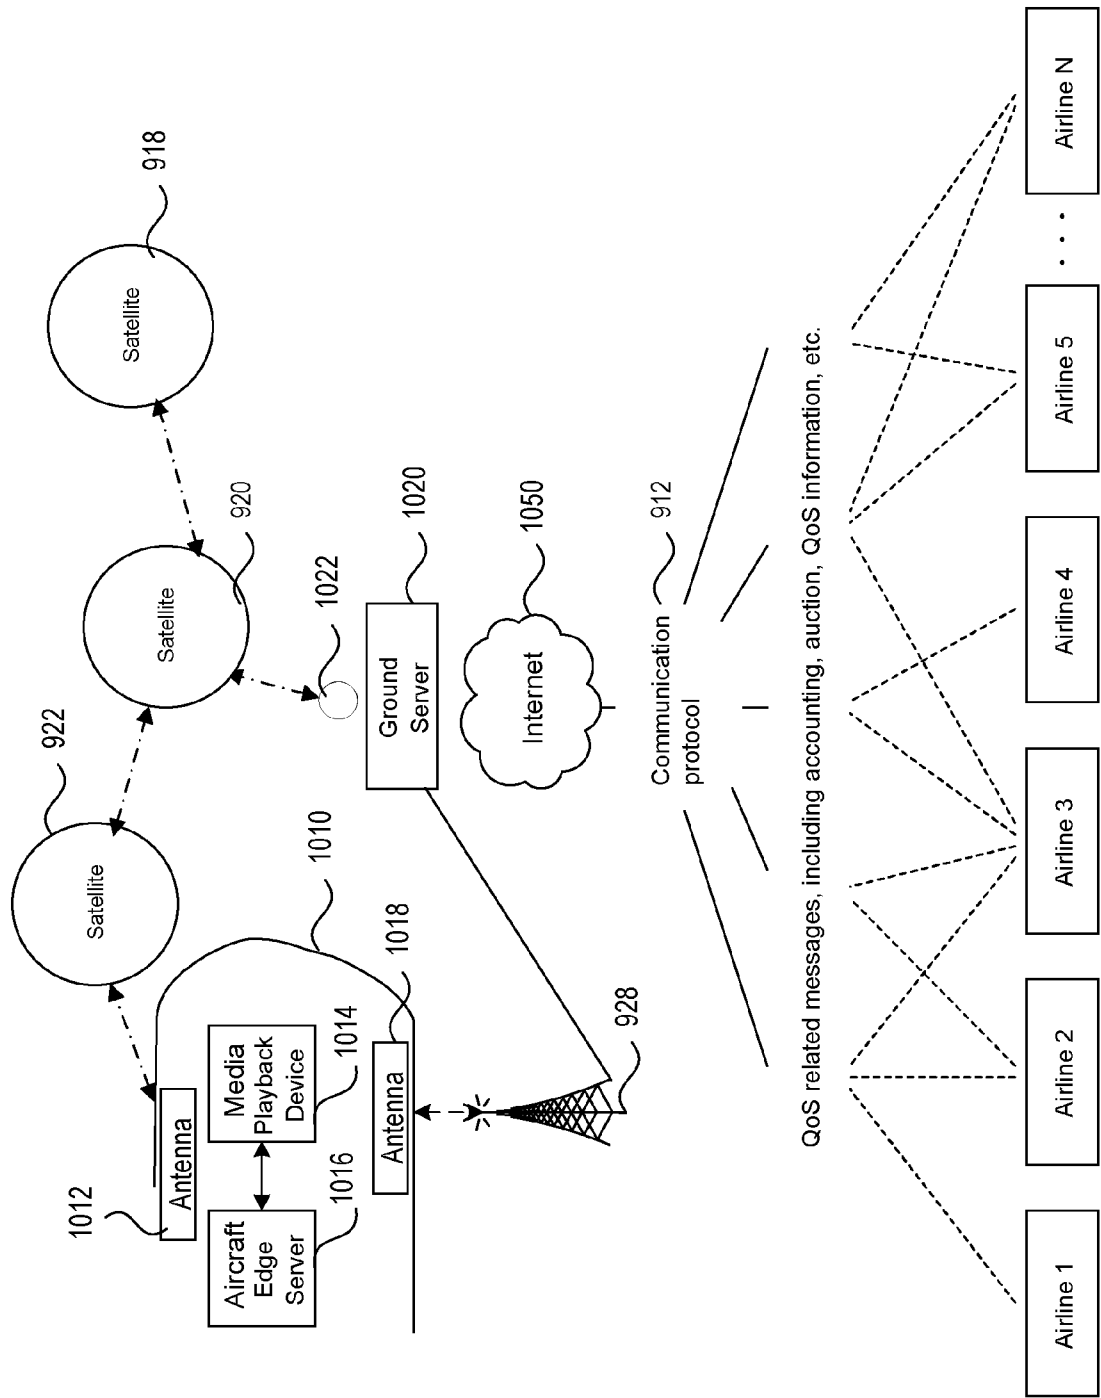 Satellite
922
Satellite
920
Satellite
918
1012
Antenna
Aircraft
Edge
Server
1016
Media
Playback
Device
1014
1010
Antenna
1018
1022
Ground
Server
1020
Internet
1050
928
Communication
protocol
912
QoS related messages, including accounting, auction, QoS information, etc.
Airline 1
Airline 2
Airline 3
Airline 4
Airline 5
. . .
Airline N